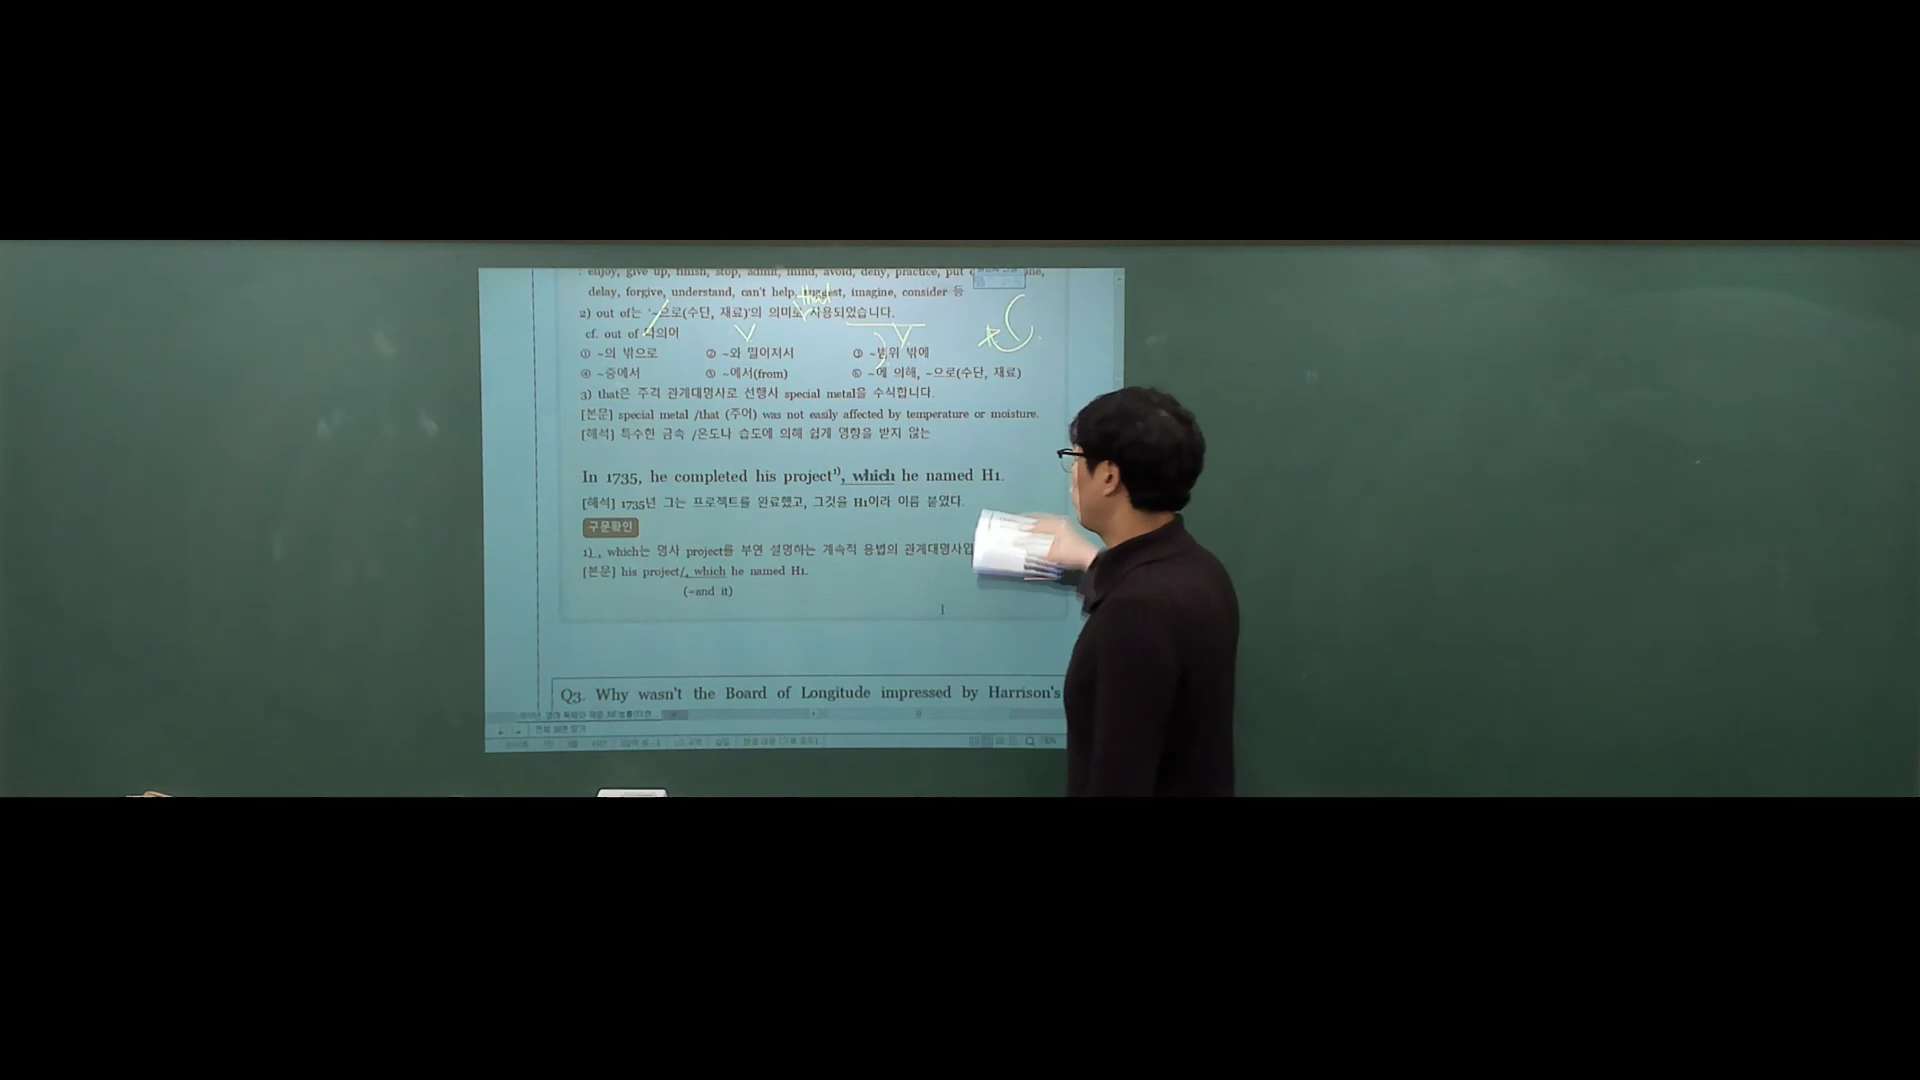 : enjoy, give up, finish, stop, admit, mind, avoid, deny, practice, put
delay, forgive, understand, can't help, suggest, imagine, consider 등
that
2) out of는 '~으로(수단, 재료)'의 의미로 사용되었습니다.
cf. out of 다의어
① ~의 밖으로 ② ~와 떨어져서 ③ ~범위 밖에
④ ~중에서 ⑤ ~에서(from) ⑥ ~에 의해, ~으로(수단, 재료)
3) that은 주격 관계대명사로 선행사 special metal을 수식합니다.
[본문] special metal /that (주어) was not easily affected by temperature or moisture.
[해석] 특수한 금속 /온도나 습도에 의해 쉽게 영향을 받지 않는
In 1735, he completed his project¹⁾, which he named H1.
[해석] 1735년 그는 프로젝트를 완료했고, 그것을 H1이라 이름 붙였다.
구문확인
1) , which는 명사 project를 부연 설명하는 계속적 용법의 관계대명사입
[본문] his project/, which he named H1.
(=and it)
Q3. Why wasn't the Board of Longitude impressed by Harrison's